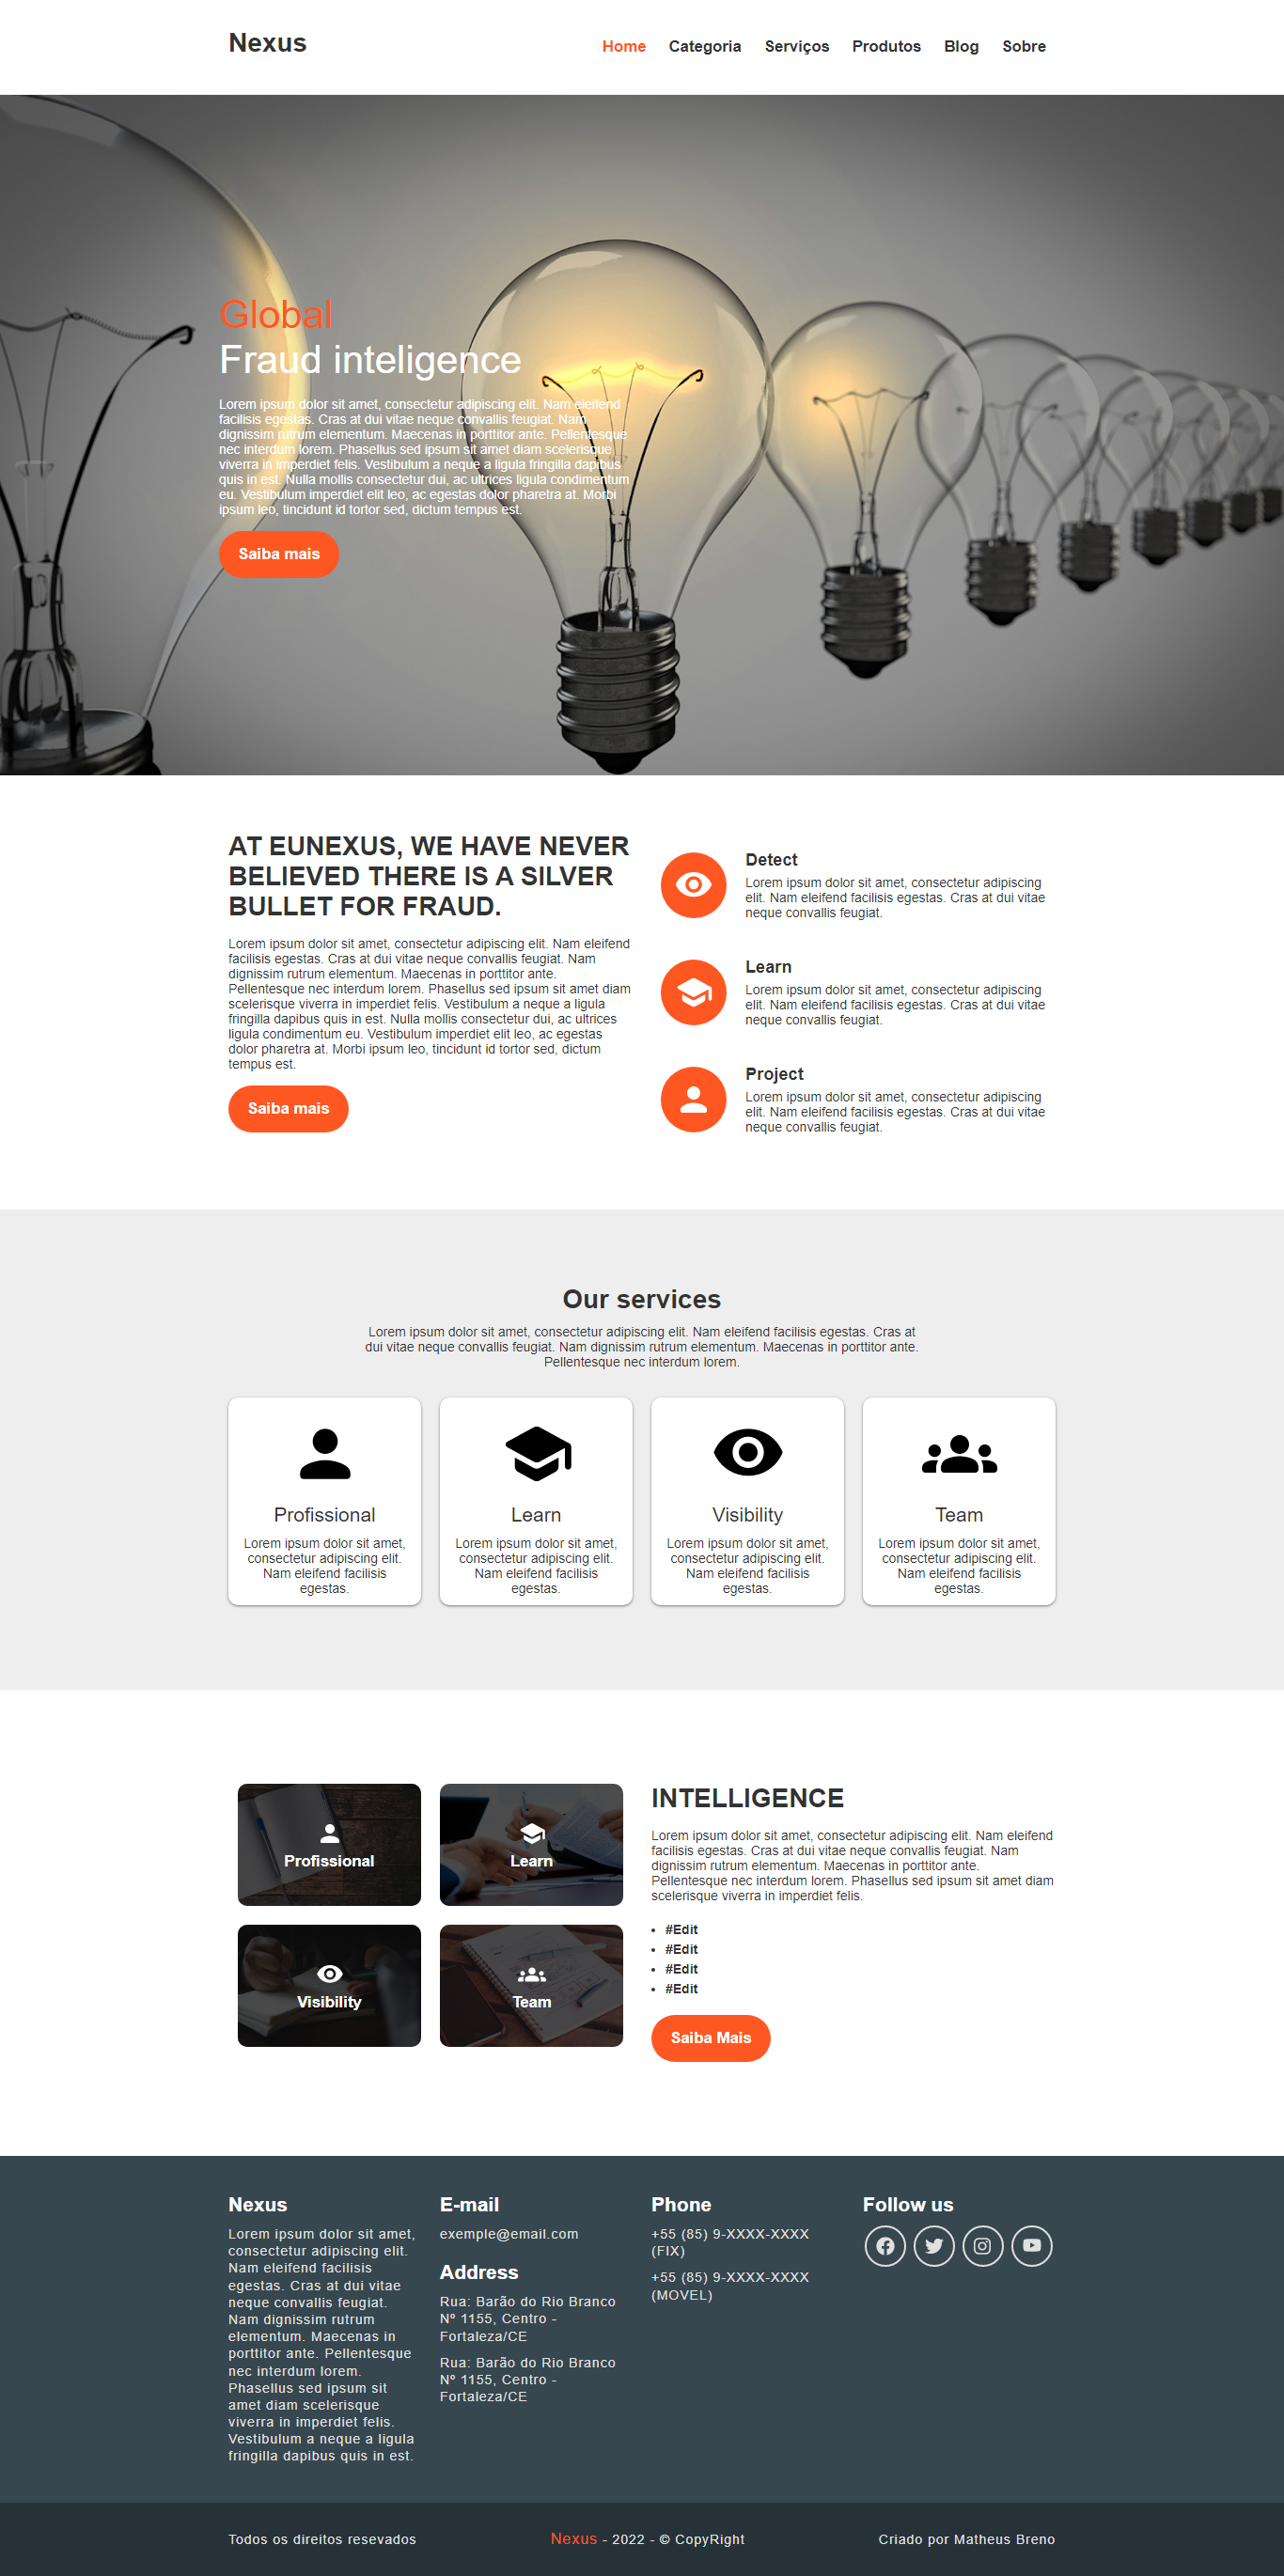 Nexus
Home Categoria Serviços Produtos Blog Sobre
Global
Fraud inteligence
Lorem ipsum dolor sit amet, consectetur adipiscing elit. Nam eleifend
facilisis egestas. Cras at dui vitae neque convallis feugiat. Nam
dignissim rutrum elementum. Maecenas in porttitor ante. Pellentesque
nec interdum lorem. Phasellus sed ipsum sit amet diam scelerisque
viverra in imperdiet felis. Vestibulum a neque a ligula fringilla dapibus
quis in est. Nulla mollis consectetur dui, ac ultrices ligula condimentum
eu. Vestibulum imperdiet elit leo, ac egestas dolor pharetra at. Morbi
ipsum leo, tincidunt id tortor sed, dictum tempus est.
Saiba mais
AT EUNEXUS, WE HAVE NEVER
BELIEVED THERE IS A SILVER
BULLET FOR FRAUD.
Lorem ipsum dolor sit amet, consectetur adipiscing elit. Nam eleifend
facilisis egestas. Cras at dui vitae neque convallis feugiat. Nam
dignissim rutrum elementum. Maecenas in porttitor ante.
Pellentesque nec interdum lorem. Phasellus sed ipsum sit amet diam
scelerisque viverra in imperdiet felis. Vestibulum a neque a ligula
fringilla dapibus quis in est. Nulla mollis consectetur dui, ac ultrices
ligula condimentum eu. Vestibulum imperdiet elit leo, ac egestas
dolor pharetra at. Morbi ipsum leo, tincidunt id tortor sed, dictum
tempus est.
Saiba mais
Detect
Lorem ipsum dolor sit amet, consectetur adipiscing
elit. Nam eleifend facilisis egestas. Cras at dui vitae
neque convallis feugiat.
Learn
Lorem ipsum dolor sit amet, consectetur adipiscing
elit. Nam eleifend facilisis egestas. Cras at dui vitae
neque convallis feugiat.
Project
Lorem ipsum dolor sit amet, consectetur adipiscing
elit. Nam eleifend facilisis egestas. Cras at dui vitae
neque convallis feugiat.
Our services
Lorem ipsum dolor sit amet, consectetur adipiscing elit. Nam eleifend facilisis egestas. Cras at
dui vitae neque convallis feugiat. Nam dignissim rutrum elementum. Maecenas in porttitor ante.
Pellentesque nec interdum lorem.
Profissional
Lorem ipsum dolor sit amet,
consectetur adipiscing elit.
Nam eleifend facilisis
egestas.
Learn
Lorem ipsum dolor sit amet,
consectetur adipiscing elit.
Nam eleifend facilisis
egestas.
Visibility
Lorem ipsum dolor sit amet,
consectetur adipiscing elit.
Nam eleifend facilisis
egestas.
Team
Lorem ipsum dolor sit amet,
consectetur adipiscing elit.
Nam eleifend facilisis
egestas.
Profissional
Learn
Visibility
Team
INTELLIGENCE
Lorem ipsum dolor sit amet, consectetur adipiscing elit. Nam eleifend
facilisis egestas. Cras at dui vitae neque convallis feugiat. Nam
dignissim rutrum elementum. Maecenas in porttitor ante.
Pellentesque nec interdum lorem. Phasellus sed ipsum sit amet diam
scelerisque viverra in imperdiet felis.
• #Edit
• #Edit
• #Edit
• #Edit
Saiba Mais
Nexus
Lorem ipsum dolor sit amet,
consectetur adipiscing elit.
Nam eleifend facilisis
egestas. Cras at dui vitae
neque convallis feugiat.
Nam dignissim rutrum
elementum. Maecenas in
porttitor ante. Pellentesque
nec interdum lorem.
Phasellus sed ipsum sit
amet diam scelerisque
viverra in imperdiet felis.
Vestibulum a neque a ligula
fringilla dapibus quis in est.
E-mail
exemple@email.com
Address
Rua: Barão do Rio Branco
Nº 1155, Centro -
Fortaleza/CE
Rua: Barão do Rio Branco
Nº 1155, Centro -
Fortaleza/CE
Phone
+55 (85) 9-XXXX-XXXX
(FIX)
+55 (85) 9-XXXX-XXXX
(MOVEL)
Follow us
Todos os direitos resevados
Nexus - 2022 - © CopyRight
Criado por Matheus Breno